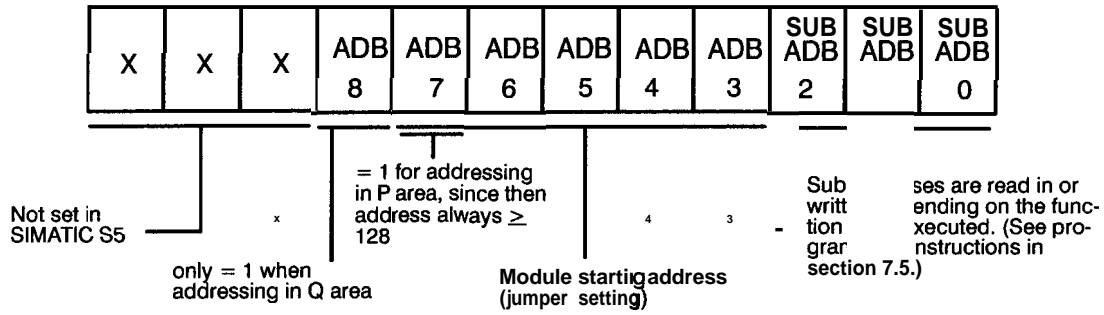 X X X ADB 8 ADB 7 ADB 6 ADB 5 ADB 4 ADB 3 SUB ADB 2 SUB ADB SUB ADB 0
Not set in
SIMATIC S5
x
only = 1 when
addressing in Q area
= 1 for addressing
in P area, since then
address always ≥
128
4 3
Module starting address
(jumper setting)
-
Sub ses are read in or
writt ending on the func-
tion xecuted. (See pro-
gran nstructions in
section 7.5.)